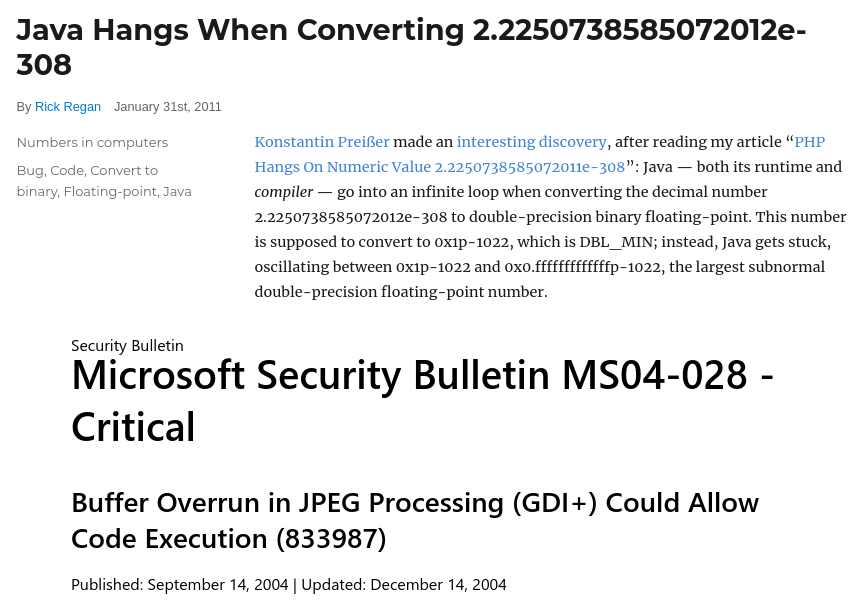 Java Hangs When Converting 2.2250738585072012e-
308
By Rick Regan January 31st, 2011
Numbers in computers
Bug, Code, Convert to
binary, Floating-point, Java
Konstantin Preißer made an interesting discovery, after reading my article “PHP
Hangs On Numeric Value 2.2250738585072011e-308”: Java — both its runtime and
compiler — go into an infinite loop when converting the decimal number
2.2250738585072012e-308 to double-precision binary floating-point. This number
is supposed to convert to 0x1p-1022, which is DBL_MIN; instead, Java gets stuck,
oscillating between 0x1p-1022 and 0x0.fffffffffffffp-1022, the largest subnormal
double-precision floating-point number.
Security Bulletin
Microsoft Security Bulletin MS04-028 -
Critical
Buffer Overrun in JPEG Processing (GDI+) Could Allow
Code Execution (833987)
Published: September 14, 2004 | Updated: December 14, 2004